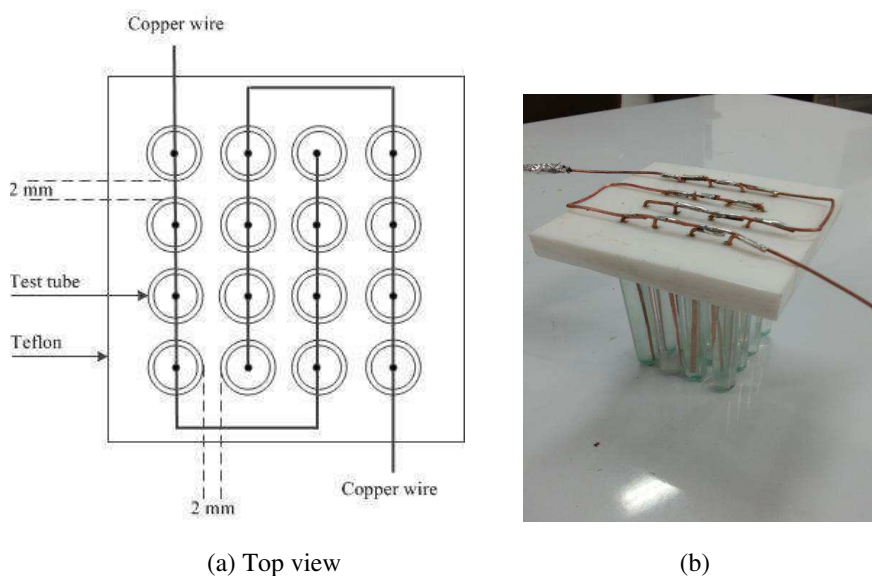 Copper wire
2 mm
Test tube
Teflon
Copper wire
2 mm
(a) Top view
(b)